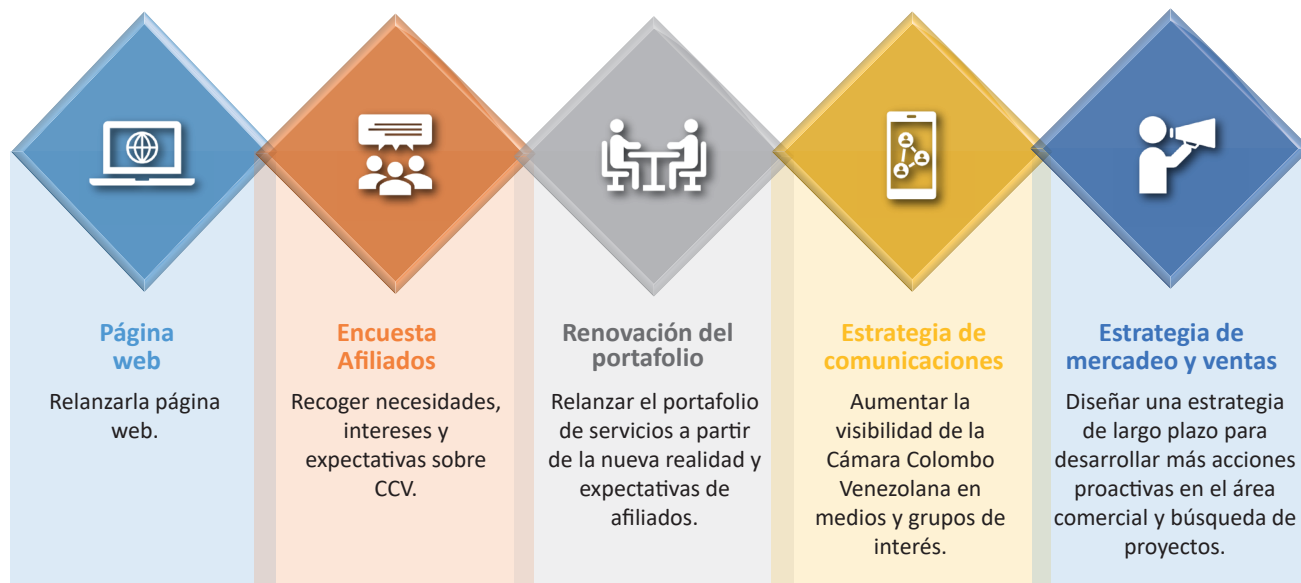 Página
web
Relanzarla página
web.
Encuesta
Afiliados
Recoger necesidades,
intereses y
expectativas sobre
CCV.
Renovación del
portafolio
Relanzar el portafolio
de servicios a partir
de la nueva realidad y
expectativas de
afiliados.
Estrategia de
comunicaciones
Aumentar la
visibilidad de la
Cámara Colombo
Venezolana en
medios y grupos de
interés.
Estrategia de
mercadeo y ventas
Diseñar una estrategia
de largo plazo para
desarrollar más acciones
proactivas en el área
comercial y búsqueda de
proyectos.